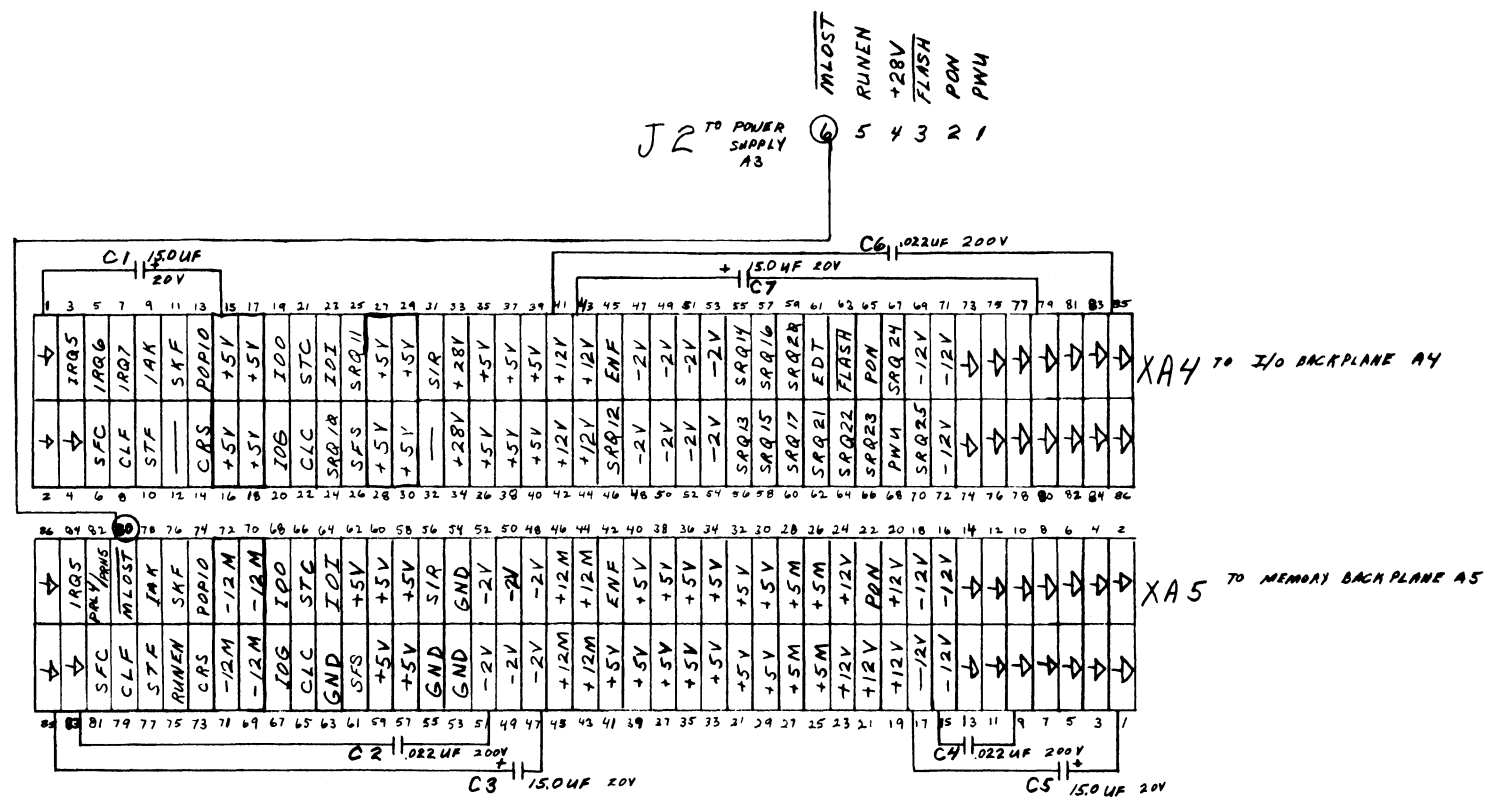 MLOST RUNEN +28V FLASH PON PWU
J2 TO POWER SUPPLY A3 6 5 4 3 2 1
C1 15.0UF + 20V
C6 .022UF 200V
+ 15.0UF 20V
C7
1 3 5 7 9 11 13 15 17 19 21 23 25 27 29 31 33 35 37 39 41 43 45 47 49 51 53 55 57 59 61 63 65 67 69 71 73 75 77 79 81 83 85
IRQ5 IRQ6 IRQ7 IAK SKF POPIO +5V +5V IOO STC IOI SRQ11 +5V +5V SIR +28V +5V +5V +5V +12V +12V ENF -2V -2V -2V -2V SRQ14 SRQ16 SRQ20 EDT FLASH PON SRQ24 -12V -12V
XA4 TO I/O BACKPLANE A4
SFC CLF STF — CRS +5V +5V IOG CLC SRQ10 SFS +5V +5V — +28V +5V +5V +5V +12V +12V SRQ12 -2V -2V -2V -2V SRQ13 SRQ15 SRQ17 SRQ21 SRQ22 SRQ23 PWU SRQ25 -12V
2 4 6 8 10 12 14 16 18 20 22 24 26 28 30 32 34 36 38 40 42 44 46 48 50 52 54 56 58 60 62 64 66 68 70 72 74 76 78 80 82 84 86
86 84 82 80 78 76 74 72 70 68 66 64 62 60 58 56 54 52 50 48 46 44 42 40 38 36 34 32 30 28 26 24 22 20 18 16 14 12 10 8 6 4 2
IRQ5 PRLY/PRN5 MLOST IAK SKF POPIO -12M -12M IOO STC IOI +5V +5V +5V SIR GND -2V -2V -2V +12M +12M ENF +5V +5V +5V +5V +5V +5V +5M +5M +12V PON +12V -12V -12V
XA5 TO MEMORY BACKPLANE A5
SFC CLF STF RUNEN CRS -12M -12M IOG CLC GND SFS +5V +5V GND GND -2V -2V -2V +12M +12M +5V +5V +5V +5V +5V +5V +5V +5M +5M +12V +12V +12V -12V -12V
85 83 81 79 77 75 73 71 69 67 65 63 61 59 57 55 53 51 49 47 45 43 41 39 37 35 33 31 29 27 25 23 21 19 17 15 13 11 9 7 5 3 1
C2 .022UF 200V
C4 .022UF 200V
C3 + 15.0UF 20V
C5 + 15.0UF 20V